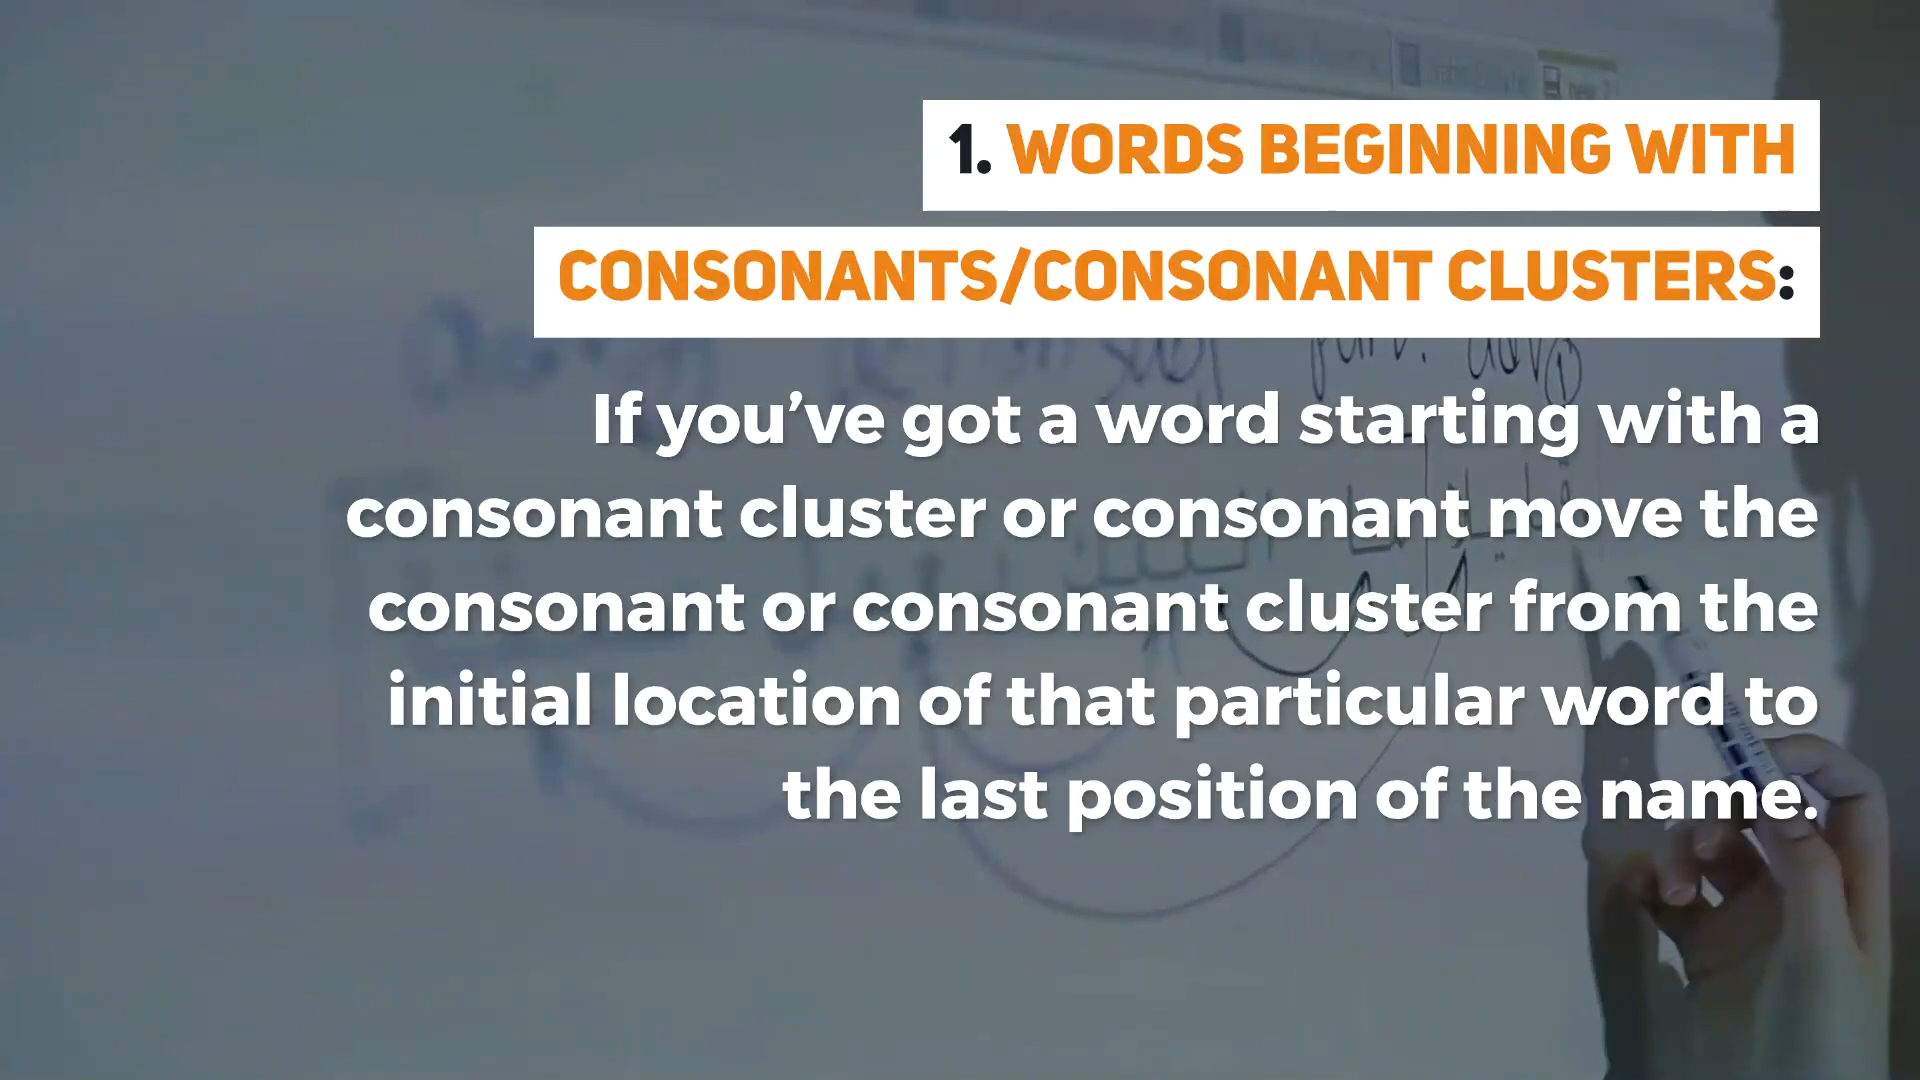 1. WORDS BEGINNING WITH
CONSONANTS/CONSONANT CLUSTERS:
If you’ve got a word starting with a
consonant cluster or consonant move the
consonant or consonant cluster from the
initial location of that particular word to
the last position of the name.